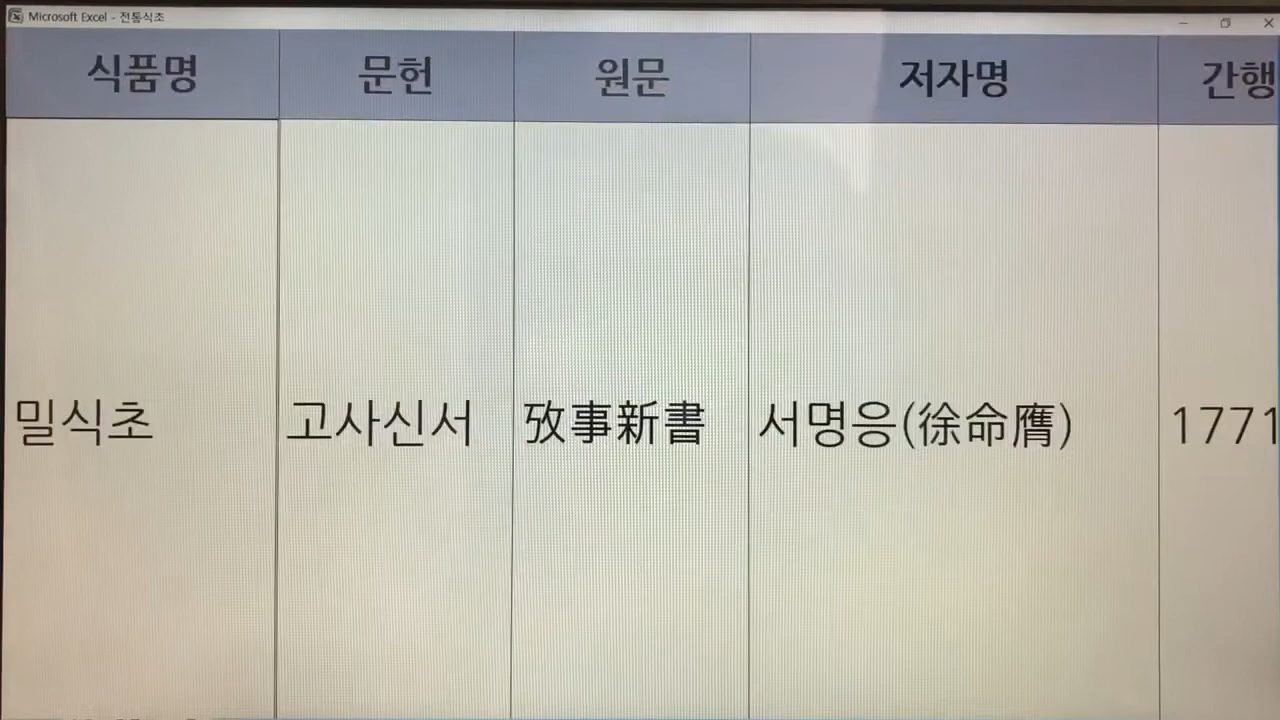 Microsoft Excel - 전통식초
식품명 문헌 원문 저자명 간행
밀식초 고사신서 攷事新書 서명응(徐命膺) 1771